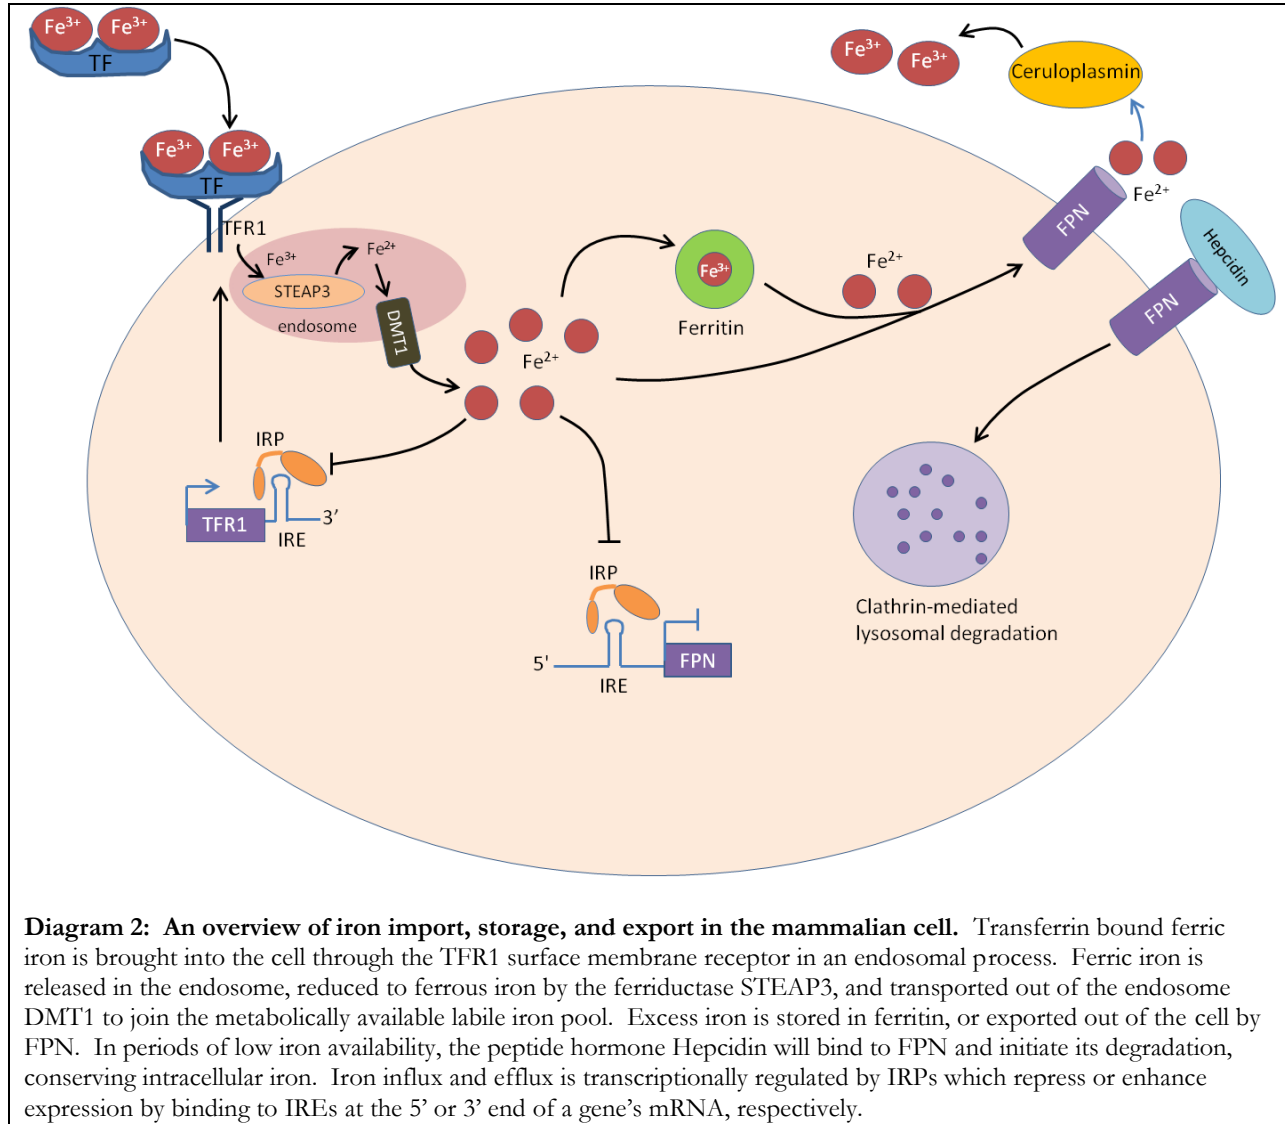 Fe³⁺ Fe³⁺
TF
Fe³⁺ Fe³⁺
TF
TFR1
Fe³⁺
Fe²⁺
STEAP3
endosome
DMT1
Fe²⁺
Fe³⁺
Ferritin
Fe²⁺
Fe³⁺
Fe³⁺
Ceruloplasmin
Fe²⁺
FPN
Hepcidin
FPN
IRP
TFR1
3′
IRE
IRP
5'
FPN
IRE
Clathrin-mediated
lysosomal degradation
Diagram 2: An overview of iron import, storage, and export in the mammalian cell. Transferrin bound ferric
iron is brought into the cell through the TFR1 surface membrane receptor in an endosomal process. Ferric iron is
released in the endosome, reduced to ferrous iron by the ferriductase STEAP3, and transported out of the endosome
DMT1 to join the metabolically available labile iron pool. Excess iron is stored in ferritin, or exported out of the cell by
FPN. In periods of low iron availability, the peptide hormone Hepcidin will bind to FPN and initiate its degradation,
conserving intracellular iron. Iron influx and efflux is transcriptionally regulated by IRPs which repress or enhance
expression by binding to IREs at the 5’ or 3’ end of a gene’s mRNA, respectively.